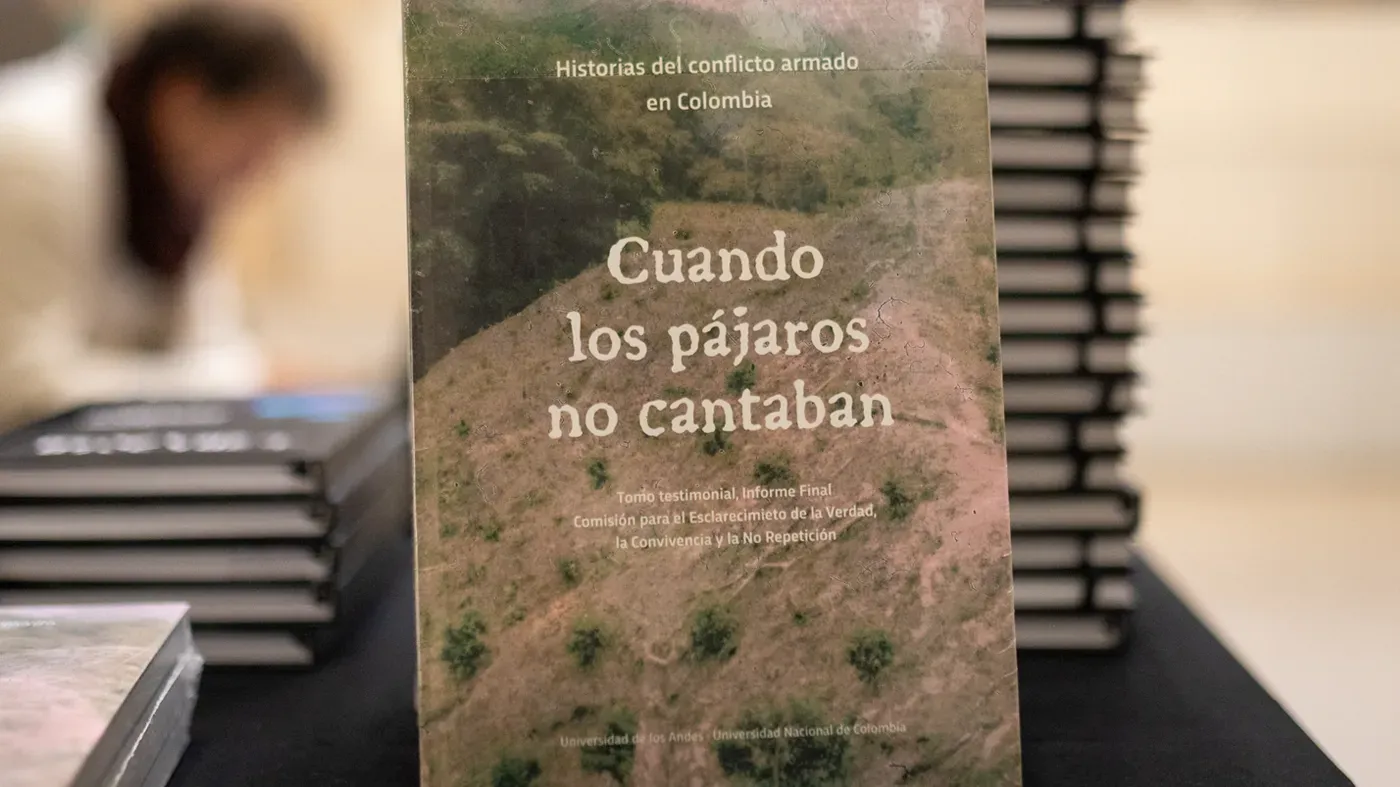 Historias del conflicto armado
en Colombia
Cuando
los pájaros
no cantaban
Tomo testimonial, Informe Final
Comisión para el Esclarecimieto de la Verdad,
la Convivencia y la No Repetición
Universidad de los Andes · Universidad Nacional de Colombia